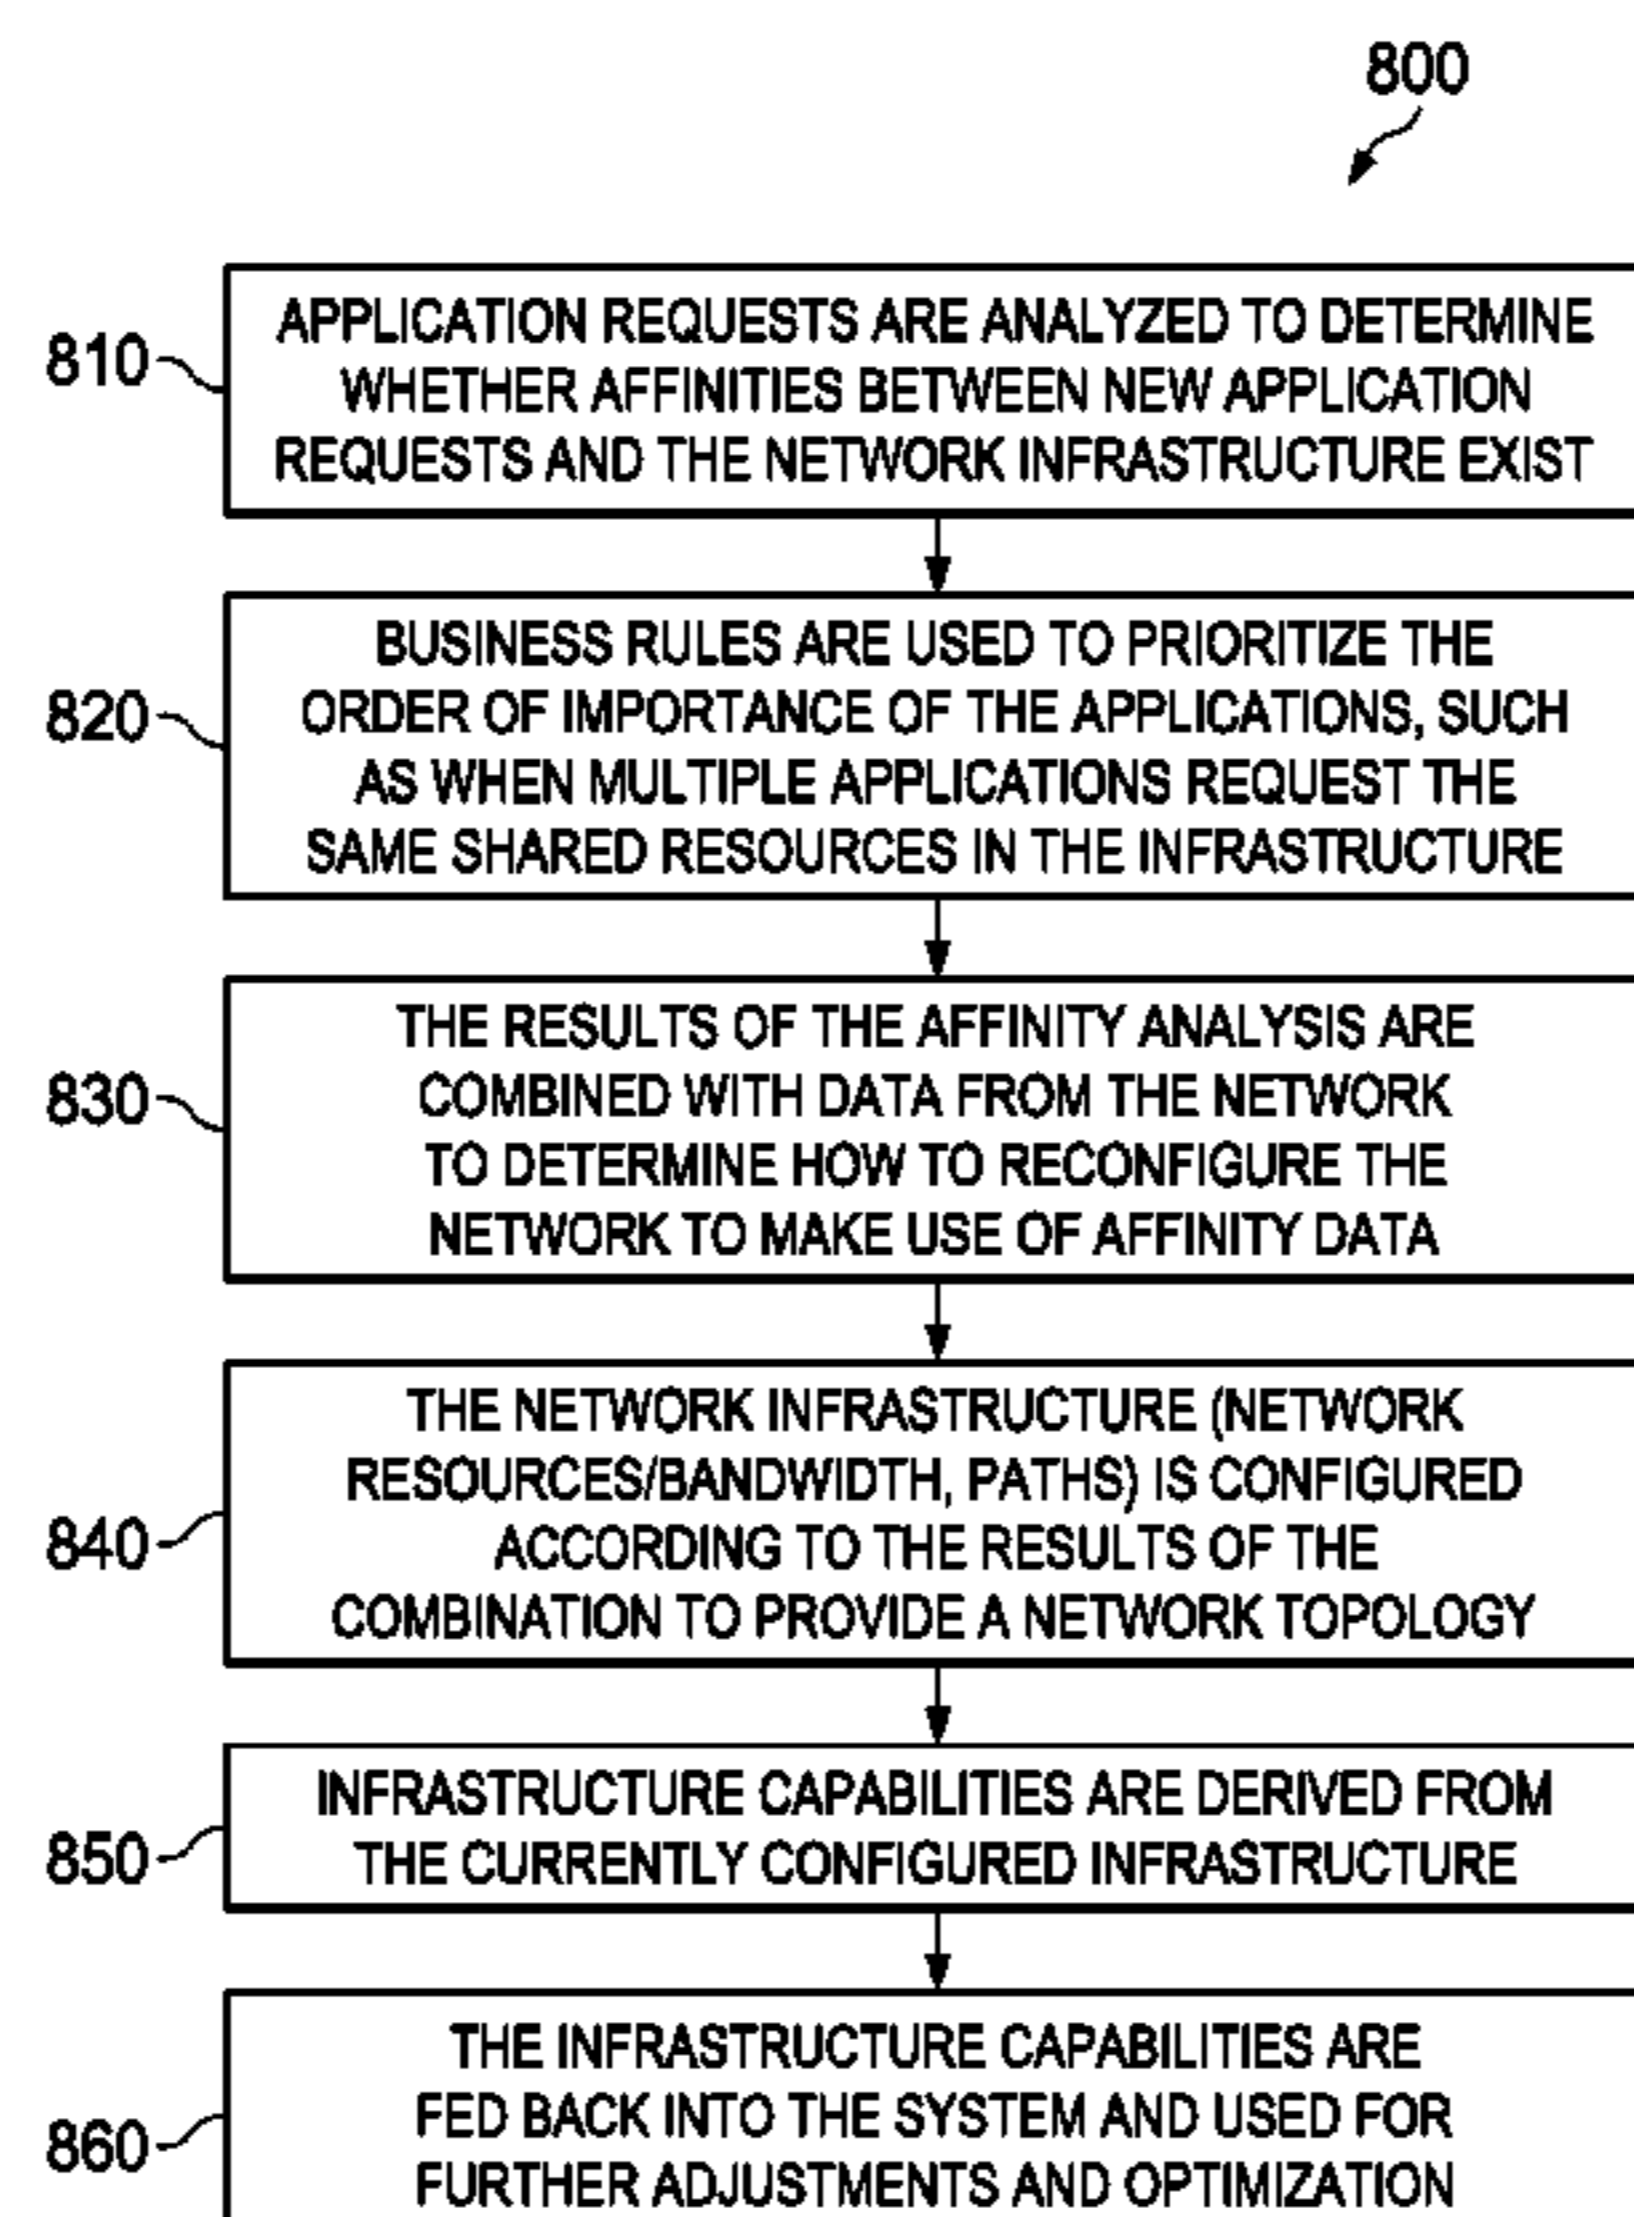 800
810
APPLICATION REQUESTS ARE ANALYZED TO DETERMINE
WHETHER AFFINITIES BETWEEN NEW APPLICATION
REQUESTS AND THE NETWORK INFRASTRUCTURE EXIST
820
BUSINESS RULES ARE USED TO PRIORITIZE THE
ORDER OF IMPORTANCE OF THE APPLICATIONS, SUCH
AS WHEN MULTIPLE APPLICATIONS REQUEST THE
SAME SHARED RESOURCES IN THE INFRASTRUCTURE
830
THE RESULTS OF THE AFFINITY ANALYSIS ARE
COMBINED WITH DATA FROM THE NETWORK
TO DETERMINE HOW TO RECONFIGURE THE
NETWORK TO MAKE USE OF AFFINITY DATA
840
THE NETWORK INFRASTRUCTURE (NETWORK
RESOURCES/BANDWIDTH, PATHS) IS CONFIGURED
ACCORDING TO THE RESULTS OF THE
COMBINATION TO PROVIDE A NETWORK TOPOLOGY
850
INFRASTRUCTURE CAPABILITIES ARE DERIVED FROM
THE CURRENTLY CONFIGURED INFRASTRUCTURE
860
THE INFRASTRUCTURE CAPABILITIES ARE
FED BACK INTO THE SYSTEM AND USED FOR
FURTHER ADJUSTMENTS AND OPTIMIZATION